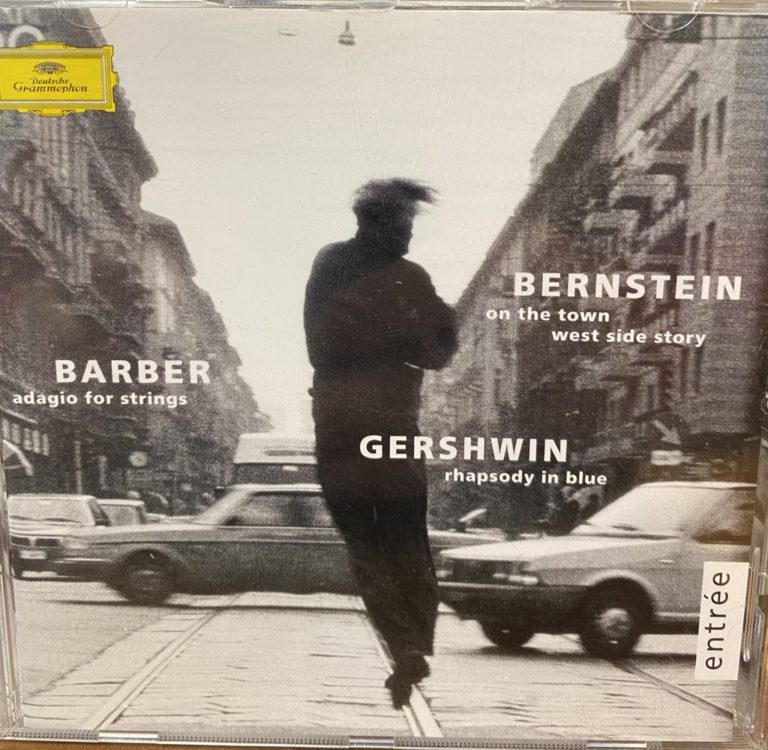 Deutsche
Grammophon
BERNSTEIN
on the town
west side story
BARBER
adagio for strings
GERSHWIN
rhapsody in blue
entrée